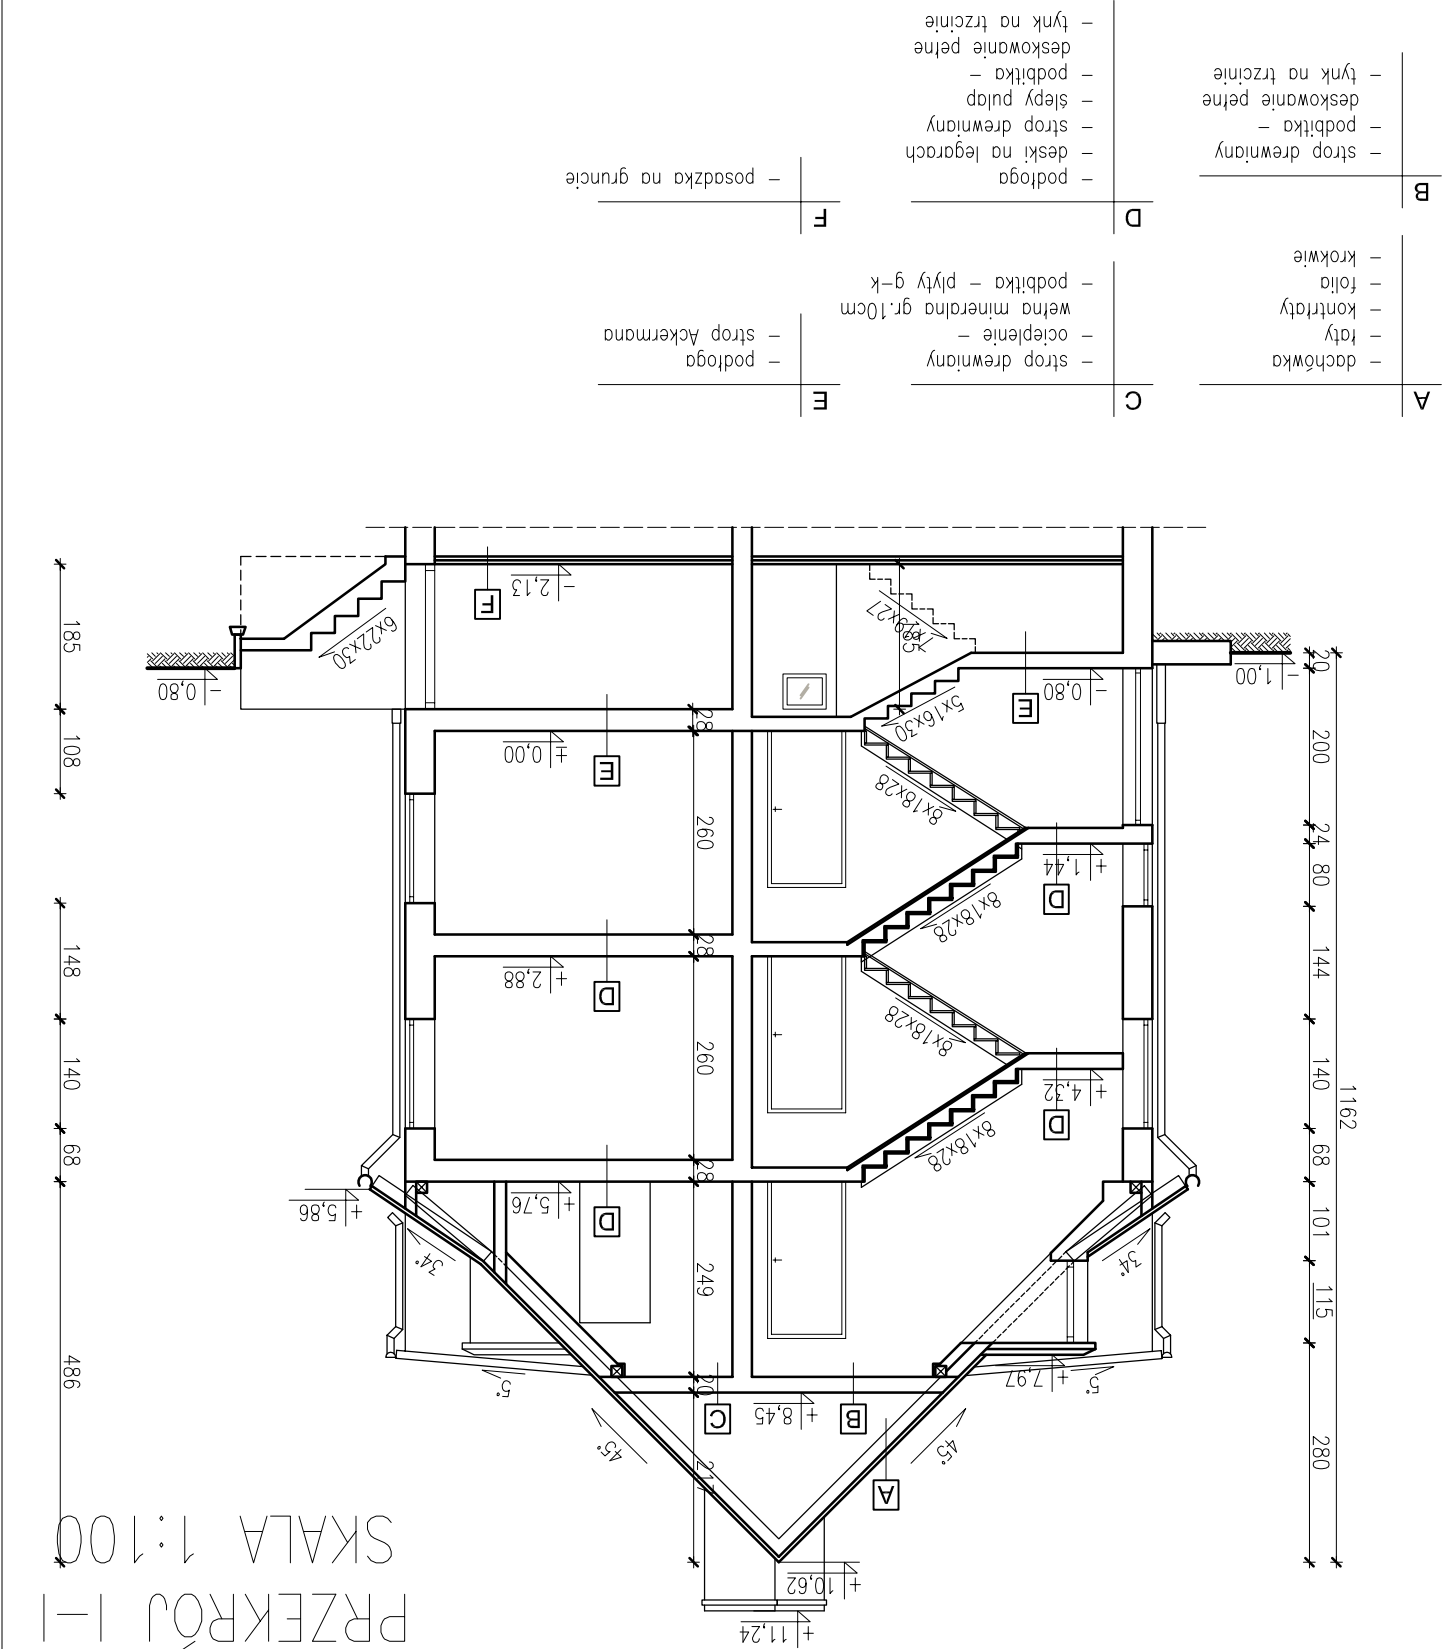 PRZEKRÓJ I-I
SKALA 1:100
+11,24
+10,62
A
45°
45°
B
C
+8,45
+7,97
5°
5°
34°
34°
+5,86
+5,76
D
8x18x28
D
+4,32
8x18x28
D
+2,88
8x18x28
D
+1,44
8x18x28
E
±0,00
5x16x30
E
-0,80
-1,00
-0,80
6x22x30
F
-2,13
1162
280
115
101
68
140
144
80
24
200
20
217
20
249
28
260
28
260
28
486
68
140
148
108
185
A
- dachówka
- łaty
- kontrłaty
- folia
- krokwie
B
- strop drewniany
- podbitka -
deskowanie pełne
- tynk na trzcinie
C
- strop drewniany
- ocieplenie -
wełna mineralna gr.10cm
- podbitka - płyty g-k
D
- podłoga
- deski na legarach
- strop drewniany
- ślepy pułap
- podbitka -
deskowanie pełne
- tynk na trzcinie
E
- podłoga
- strop Ackermana
F
- posadzka na gruncie